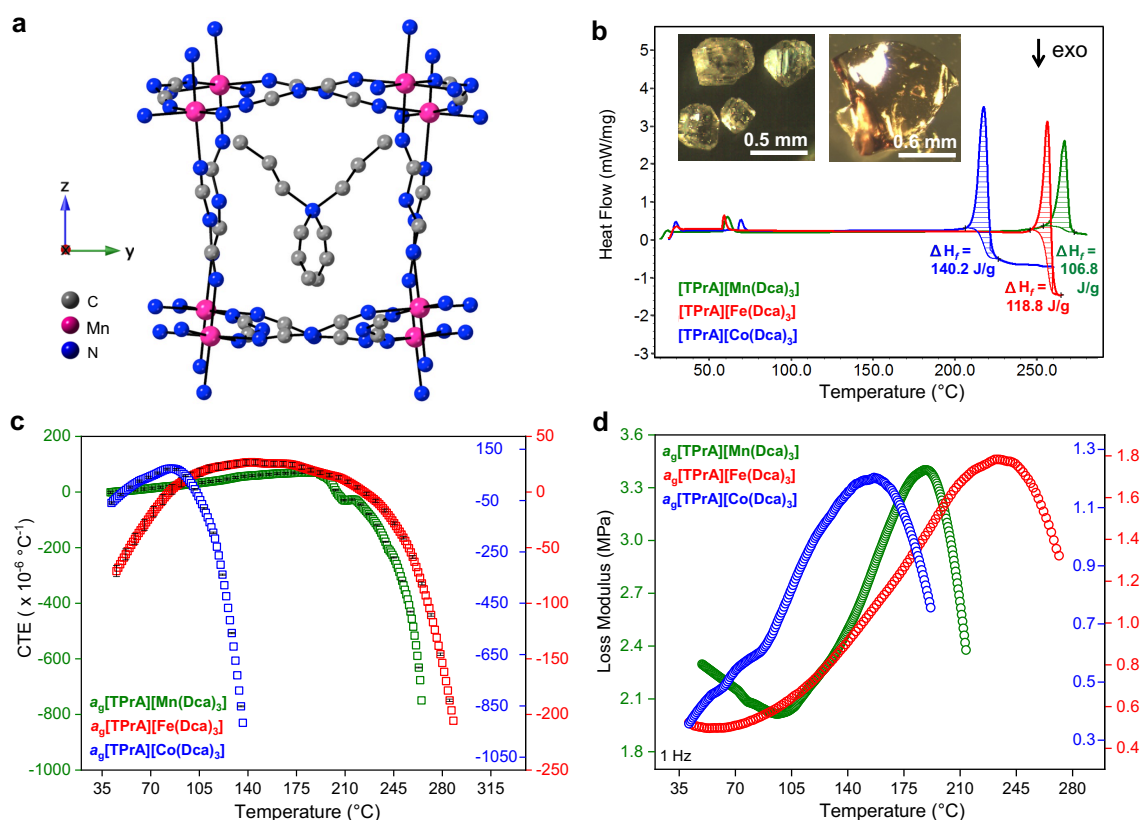 a
z
y
C
Mn
N
b
exo
0.5 mm
0.6 mm
Heat Flow (mW/mg)
5
4
3
2
1
0
-1
-2
-3
Δ H_f =
140.2 J/g
Δ H_f =
118.8 J/g
Δ H_f =
106.8
J/g
[TPrA][Mn(Dca)₃]
[TPrA][Fe(Dca)₃]
[TPrA][Co(Dca)₃]
50.0 100.0 150.0 200.0 250.0
Temperature (°C)
c
CTE ( x 10⁻⁶ °C⁻¹)
200
0
-200
-400
-600
-800
-1000
150
-50
-250
-450
-650
-850
-1050
50
0
-50
-100
-150
-200
-250
a_g[TPrA][Mn(Dca)₃]
a_g[TPrA][Fe(Dca)₃]
a_g[TPrA][Co(Dca)₃]
35 70 105 140 175 210 245 280 315
Temperature (°C)
d
Loss Modulus (MPa)
3.6
3.3
3.0
2.7
2.4
2.1
1.8
a_g[TPrA][Mn(Dca)₃]
a_g[TPrA][Fe(Dca)₃]
a_g[TPrA][Co(Dca)₃]
1.3
1.1
0.9
0.7
0.5
0.3
1.8
1.6
1.4
1.2
1.0
0.8
0.6
0.4
1 Hz
35 70 105 140 175 210 245 280
Temperature (°C)